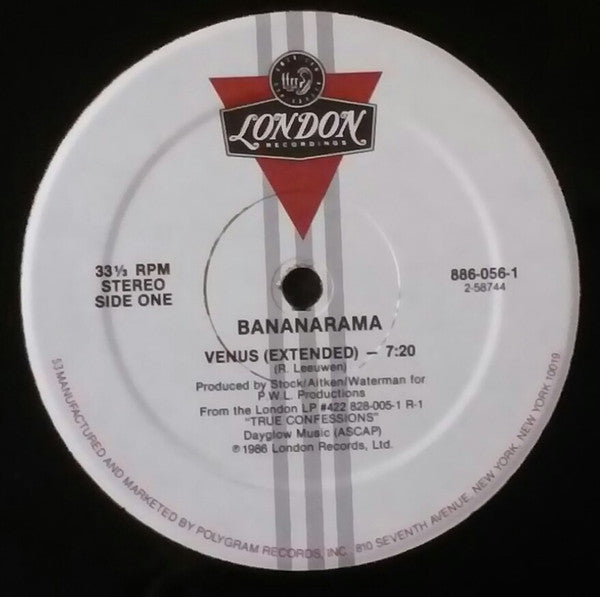 LONDON
RECORDINGS
33⅓ RPM
STEREO
SIDE ONE
886-056-1
2-58744
BANANARAMA
VENUS (EXTENDED) — 7:20
(R. Leeuwen)
Produced by Stock/Aitken/Waterman for
P.W.L. Productions
From the London LP #422 828-005-1 R-1
"TRUE CONFESSIONS"
Dayglow Music (ASCAP)
℗ 1986 London Records, Ltd.
53 MANUFACTURED AND MARKETED BY POLYGRAM RECORDS, INC., 810 SEVENTH AVENUE, NEW YORK, NEW YORK 10019